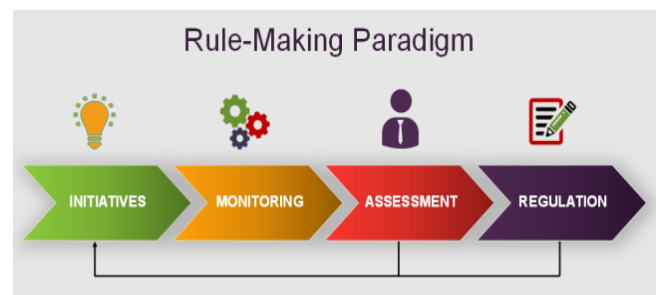 Rule-Making Paradigm
INITIATIVES
MONITORING
ASSESSMENT
REGULATION